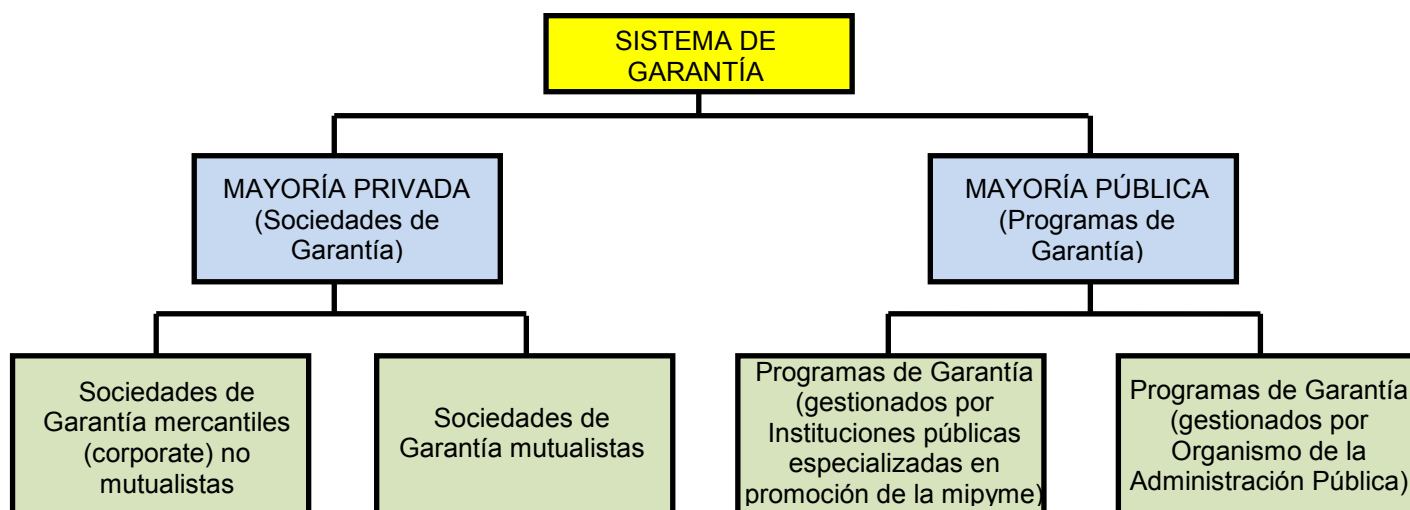 SISTEMA DE
GARANTÍA
MAYORÍA PRIVADA
(Sociedades de
Garantía)
MAYORÍA PÚBLICA
(Programas de
Garantía)
Sociedades de
Garantía mercantiles
(corporate) no
mutualistas
Sociedades de
Garantía mutualistas
Programas de Garantía
(gestionados por
Instituciones públicas
especializadas en
promoción de la mipyme)
Programas de Garantía
(gestionados por
Organismo de la
Administración Pública)